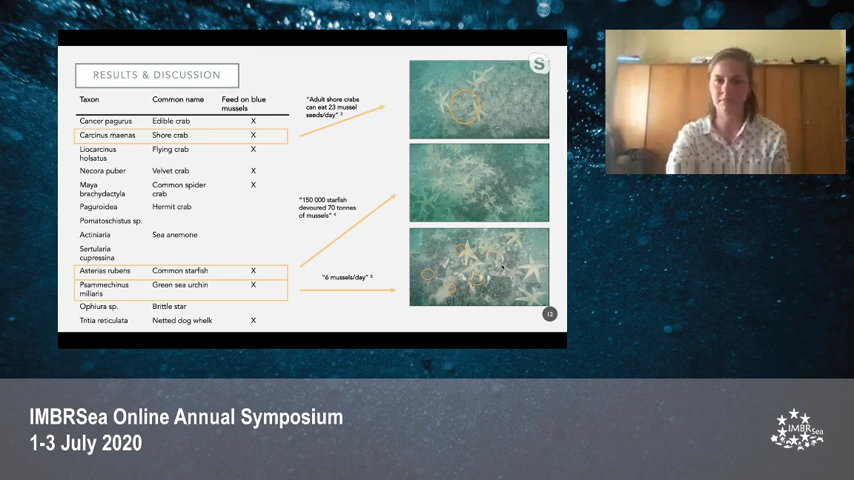 RESULTS & DISCUSSION
Taxon Common name Feed on blue
mussels
Cancer pagurus Edible crab X
Carcinus maenas Shore crab X
Liocarcinus Flying crab X
holsatus
Necora puber Velvet crab X
Maya Common spider X
brachydactyla crab
Paguroidea Hermit crab
Pomatoschistus sp.
Actiniaria Sea anemone
Sertularia
cupressina
Asterias rubens Common starfish X
Psammechinus Green sea urchin X
miliaris
Ophiura sp. Brittle star
Tritia reticulata Netted dog whelk X
"Adult shore crabs
can eat 23 mussel
seeds/day" 3
"150 000 starfish
devoured 70 tonnes
of mussels" 4
"6 mussels/day" 5
S
12
IMBRSea Online Annual Symposium
1-3 July 2020
IMBRSea